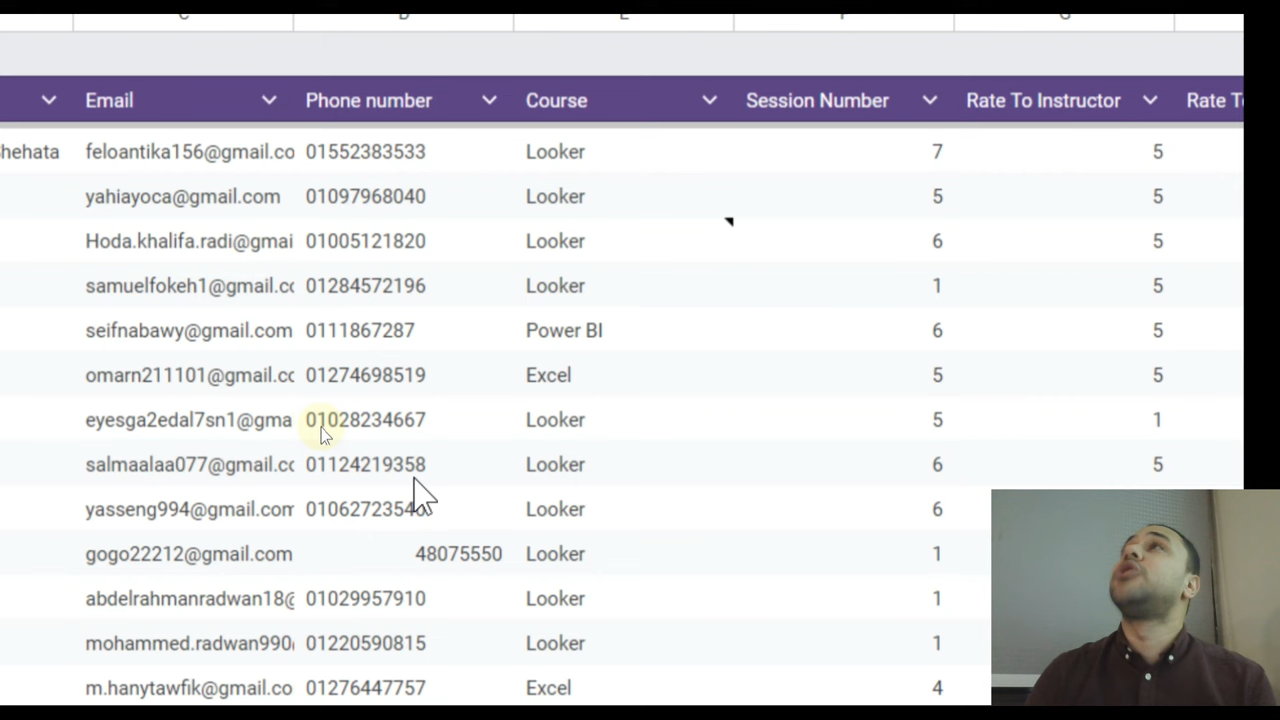 Email Phone number Course Session Number Rate To Instructor Rate
hehata feloantika156@gmail.co 01552383533 Looker 7 5
yahiayoca@gmail.com 01097968040 Looker 5 5
Hoda.khalifa.radi@gmai 01005121820 Looker 6 5
samuelfokeh1@gmail.co 01284572196 Looker 1 5
seifnabawy@gmail.com 0111867287 Power BI 6 5
omarn211101@gmail.co 01274698519 Excel 5 5
eyesga2edal7sn1@gma 01028234667 Looker 5 1
salmaalaa077@gmail.co 01124219358 Looker 6 5
yasseng994@gmail.com Looker 6
gogo22212@gmail.com 48075550 Looker 1
abdelrahmanradwan18@ 01029957910 Looker 1
mohammed.radwan990 01220590815 Looker 1
m.hanytawfik@gmail.co 01276447757 Excel 4